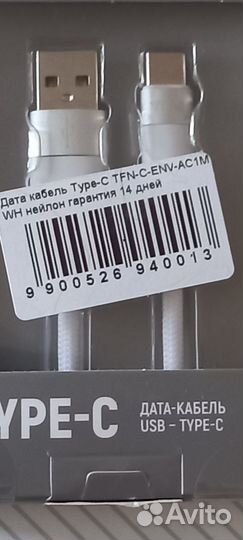 Дата кабель Type-C TFN-C-ENV-AC1M
WH нейлон гарантия 14 дней
9 900526 940013
YPE-C
ДАТА-КАБЕЛЬ
USB – TYPE-C
Avito